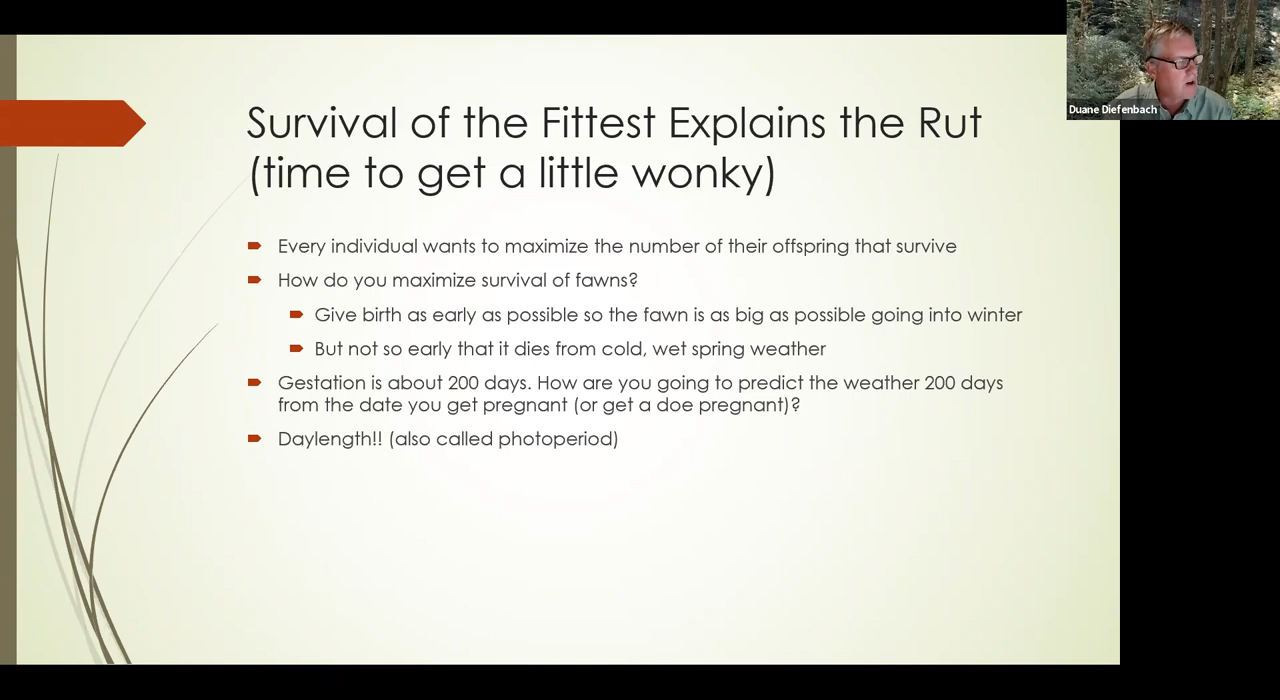 Survival of the Fittest Explains the Rut
(time to get a little wonky)
Every individual wants to maximize the number of their offspring that survive
How do you maximize survival of fawns?
Give birth as early as possible so the fawn is as big as possible going into winter
But not so early that it dies from cold, wet spring weather
Gestation is about 200 days. How are you going to predict the weather 200 days
from the date you get pregnant (or get a doe pregnant)?
Daylength!! (also called photoperiod)
Duane Diefenbach